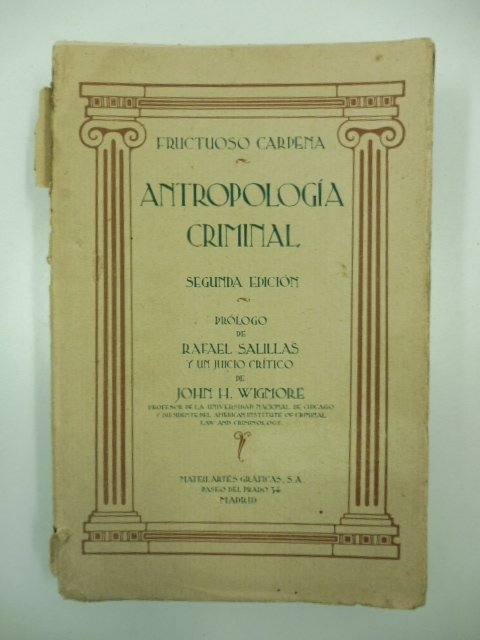 FRUCTUOSO CARPENA
ANTROPOLOGÍA
CRIMINAL
SEGUNDA EDICIÓN
PRÓLOGO
DE
RAFAEL SALILLAS
Y UN JUICIO CRÍTICO
DE
JOHN H. WIGMORE
PROFESOR DE LA UNIVERSIDAD NACIONAL DE CHICAGO
Y PRESIDENTE DEL AMERICAN INSTITUTE OF CRIMINAL
LAW AND CRIMINOLOGY
MATEU, ARTES GRÁFICAS, S.A.
PASEO DEL PRADO 34
MADRID